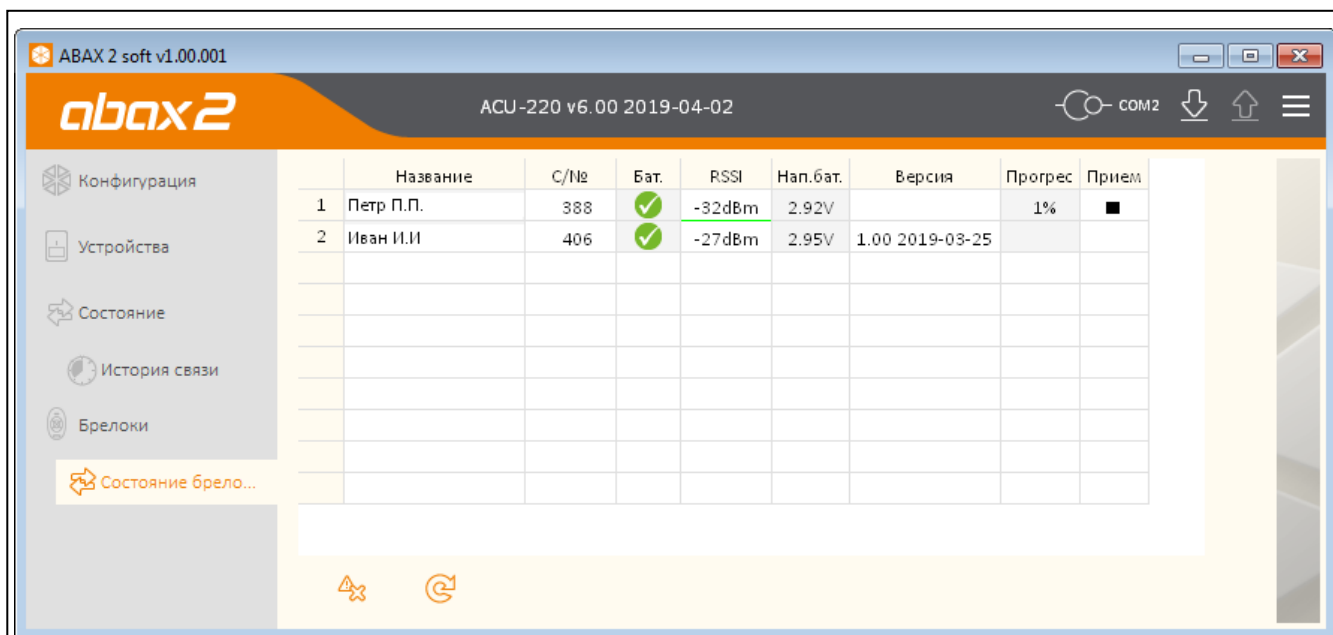 ABAX 2 soft v1.00.001
abax2
ACU-220 v6.00 2019-04-02
COM2
Конфигурация
Устройства
Состояние
История связи
Брелоки
Состояние брело...
Название С/№ Бат. RSSI Нап.бат. Версия Прогрес Прием
1 Петр П.П. 388 -32dBm 2.92V 1%
2 Иван И.И 406 -27dBm 2.95V 1.00 2019-03-25